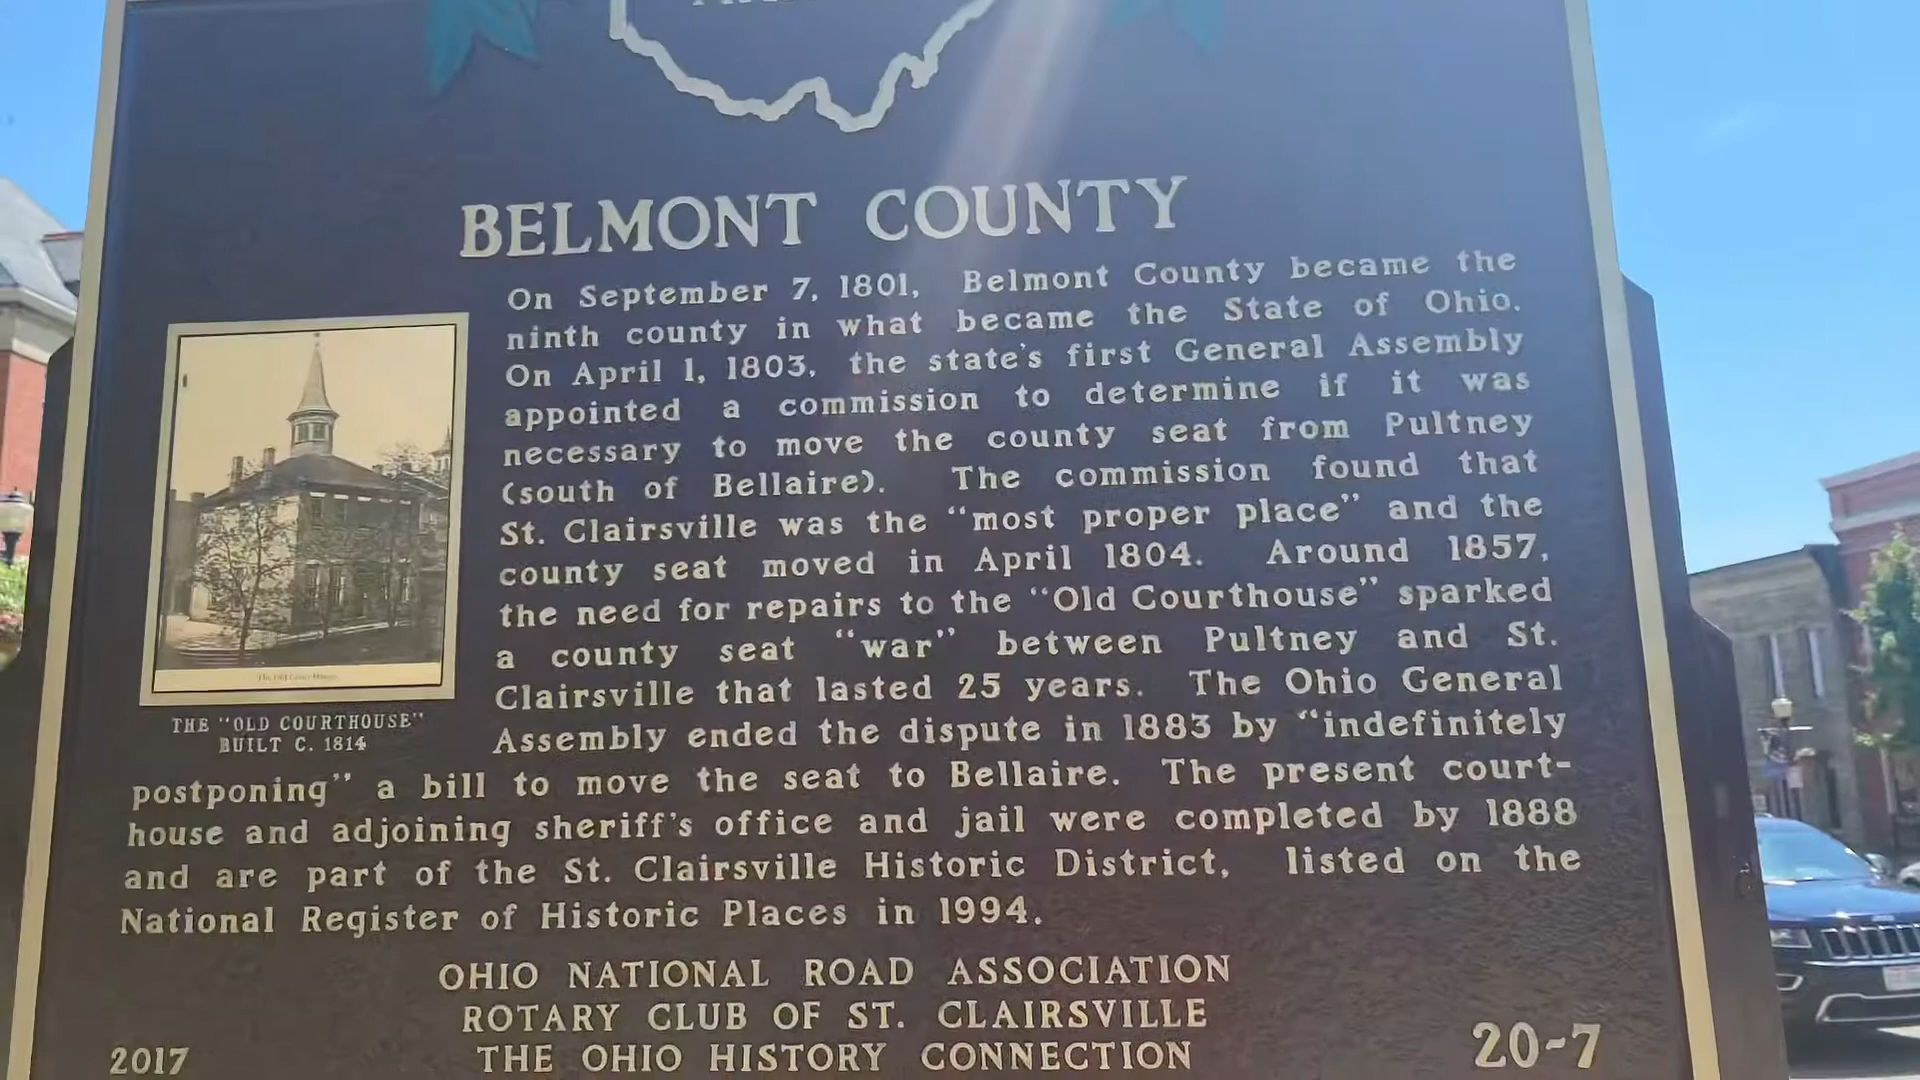 BELMONT COUNTY
On September 7, 1801, Belmont County became the
ninth county in what became the State of Ohio.
On April 1, 1803, the state's first General Assembly
appointed a commission to determine if it was
necessary to move the county seat from Pultney
(south of Bellaire). The commission found that
St. Clairsville was the "most proper place" and the
county seat moved in April 1804. Around 1857,
the need for repairs to the "Old Courthouse" sparked
a county seat "war" between Pultney and St.
Clairsville that lasted 25 years. The Ohio General
Assembly ended the dispute in 1883 by "indefinitely
postponing" a bill to move the seat to Bellaire. The present court-
house and adjoining sheriff's office and jail were completed by 1888
and are part of the St. Clairsville Historic District, listed on the
National Register of Historic Places in 1994.
The Old Court House
THE "OLD COURTHOUSE"
BUILT C. 1814
OHIO NATIONAL ROAD ASSOCIATION
ROTARY CLUB OF ST. CLAIRSVILLE
THE OHIO HISTORY CONNECTION
2017
20-7